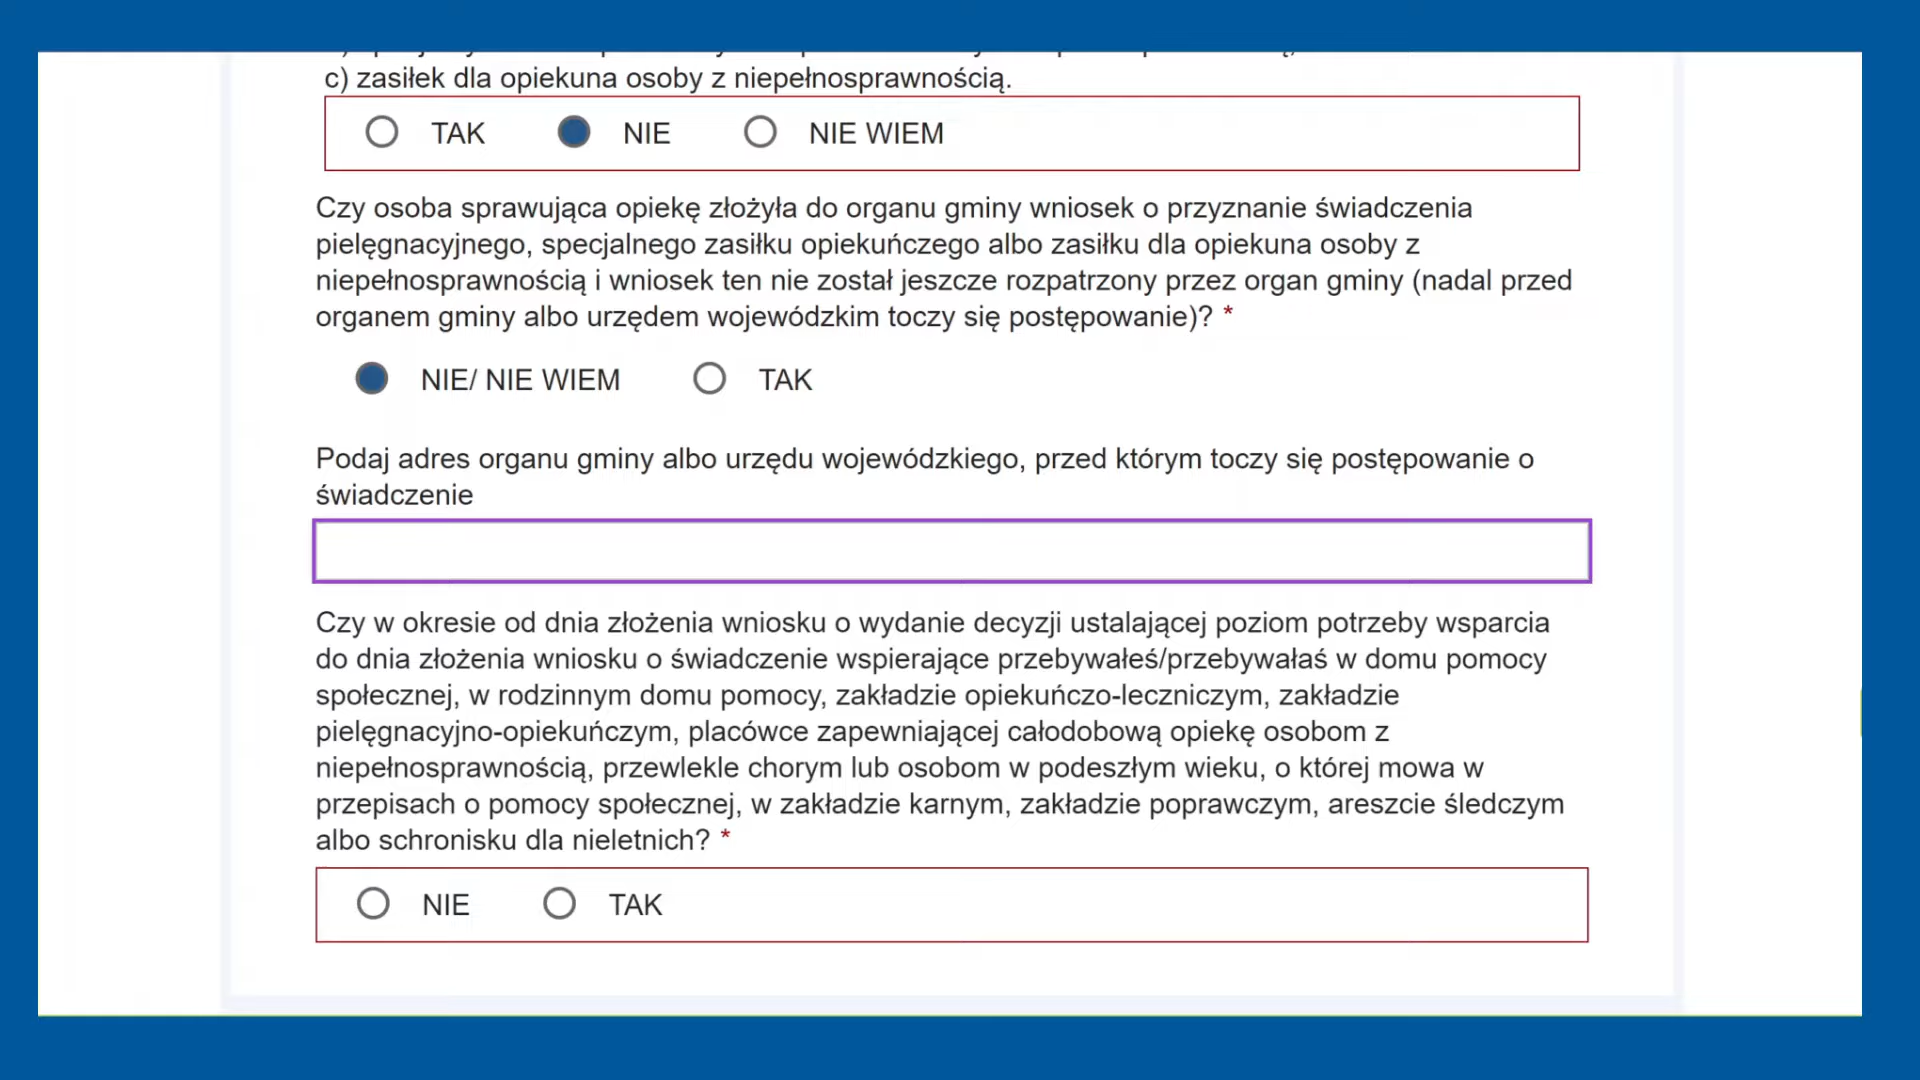 c) zasiłek dla opiekuna osoby z niepełnosprawnością.
TAK NIE NIE WIEM
Czy osoba sprawująca opiekę złożyła do organu gminy wniosek o przyznanie świadczenia
pielęgnacyjnego, specjalnego zasiłku opiekuńczego albo zasiłku dla opiekuna osoby z
niepełnosprawnością i wniosek ten nie został jeszcze rozpatrzony przez organ gminy (nadal przed
organem gminy albo urzędem wojewódzkim toczy się postępowanie)? *
NIE/ NIE WIEM TAK
Podaj adres organu gminy albo urzędu wojewódzkiego, przed którym toczy się postępowanie o
świadczenie
Czy w okresie od dnia złożenia wniosku o wydanie decyzji ustalającej poziom potrzeby wsparcia
do dnia złożenia wniosku o świadczenie wspierające przebywałeś/przebywałaś w domu pomocy
społecznej, w rodzinnym domu pomocy, zakładzie opiekuńczo-leczniczym, zakładzie
pielęgnacyjno-opiekuńczym, placówce zapewniającej całodobową opiekę osobom z
niepełnosprawnością, przewlekle chorym lub osobom w podeszłym wieku, o której mowa w
przepisach o pomocy społecznej, w zakładzie karnym, zakładzie poprawczym, areszcie śledczym
albo schronisku dla nieletnich? *
NIE TAK